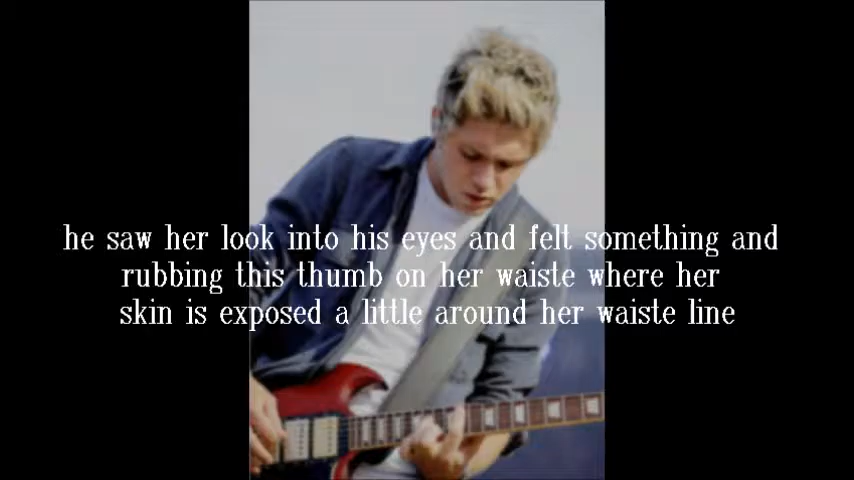 he saw her look into his eyes and felt something and
rubbing this thumb on her waiste where her
skin is exposed a little around her waiste line